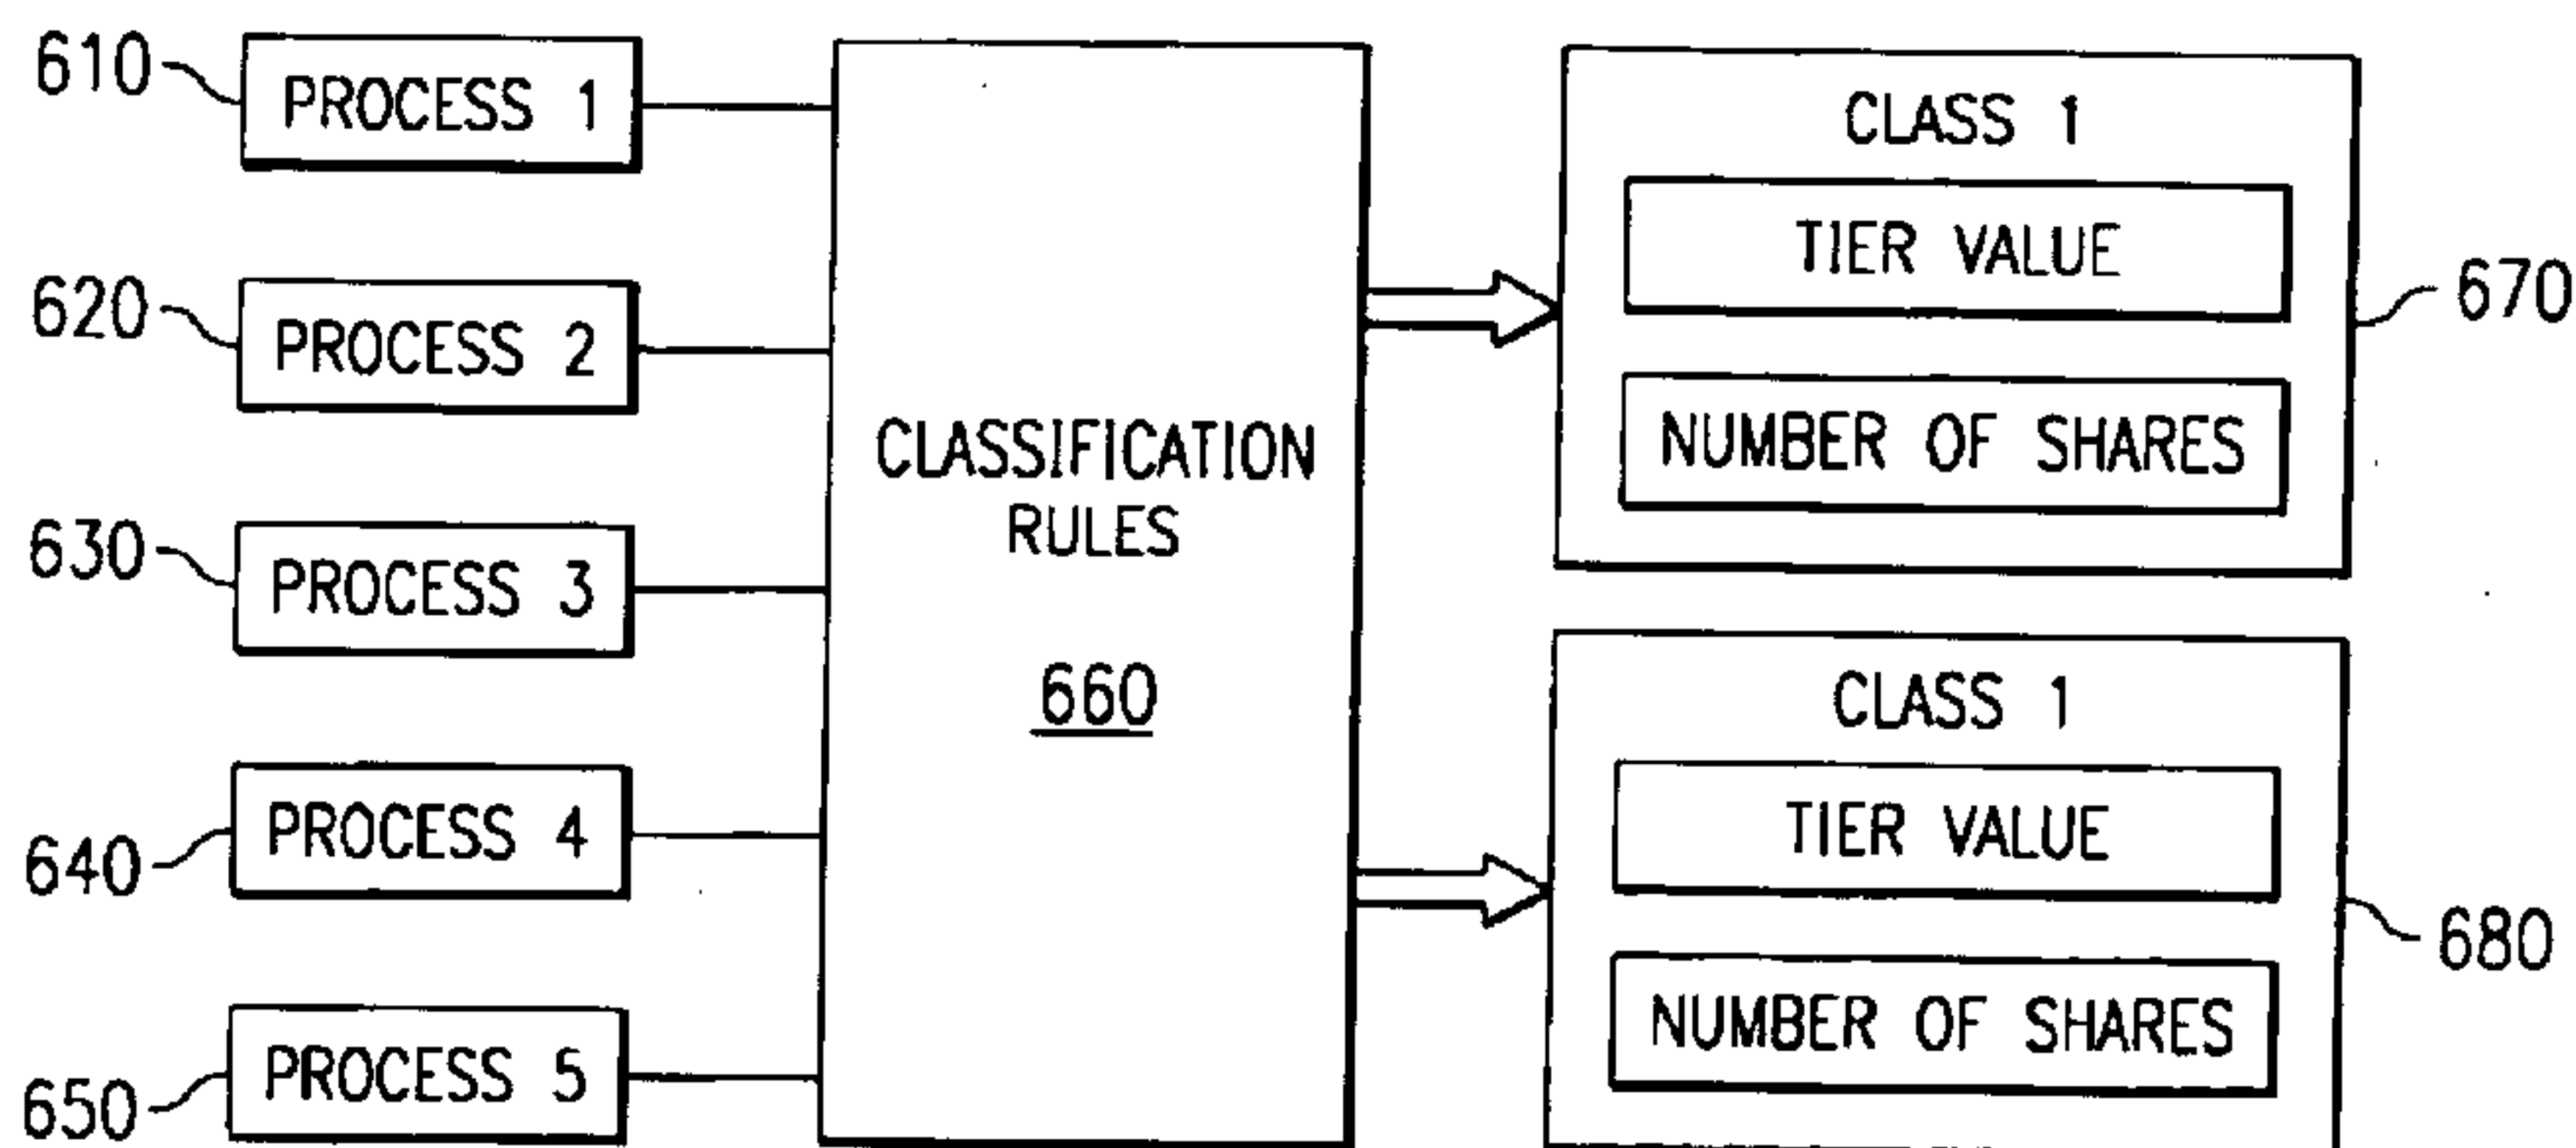 610
PROCESS 1
620
PROCESS 2
630
PROCESS 3
640
PROCESS 4
650
PROCESS 5
CLASSIFICATION
RULES
660
CLASS 1
TIER VALUE
NUMBER OF SHARES
670
CLASS 1
TIER VALUE
NUMBER OF SHARES
680